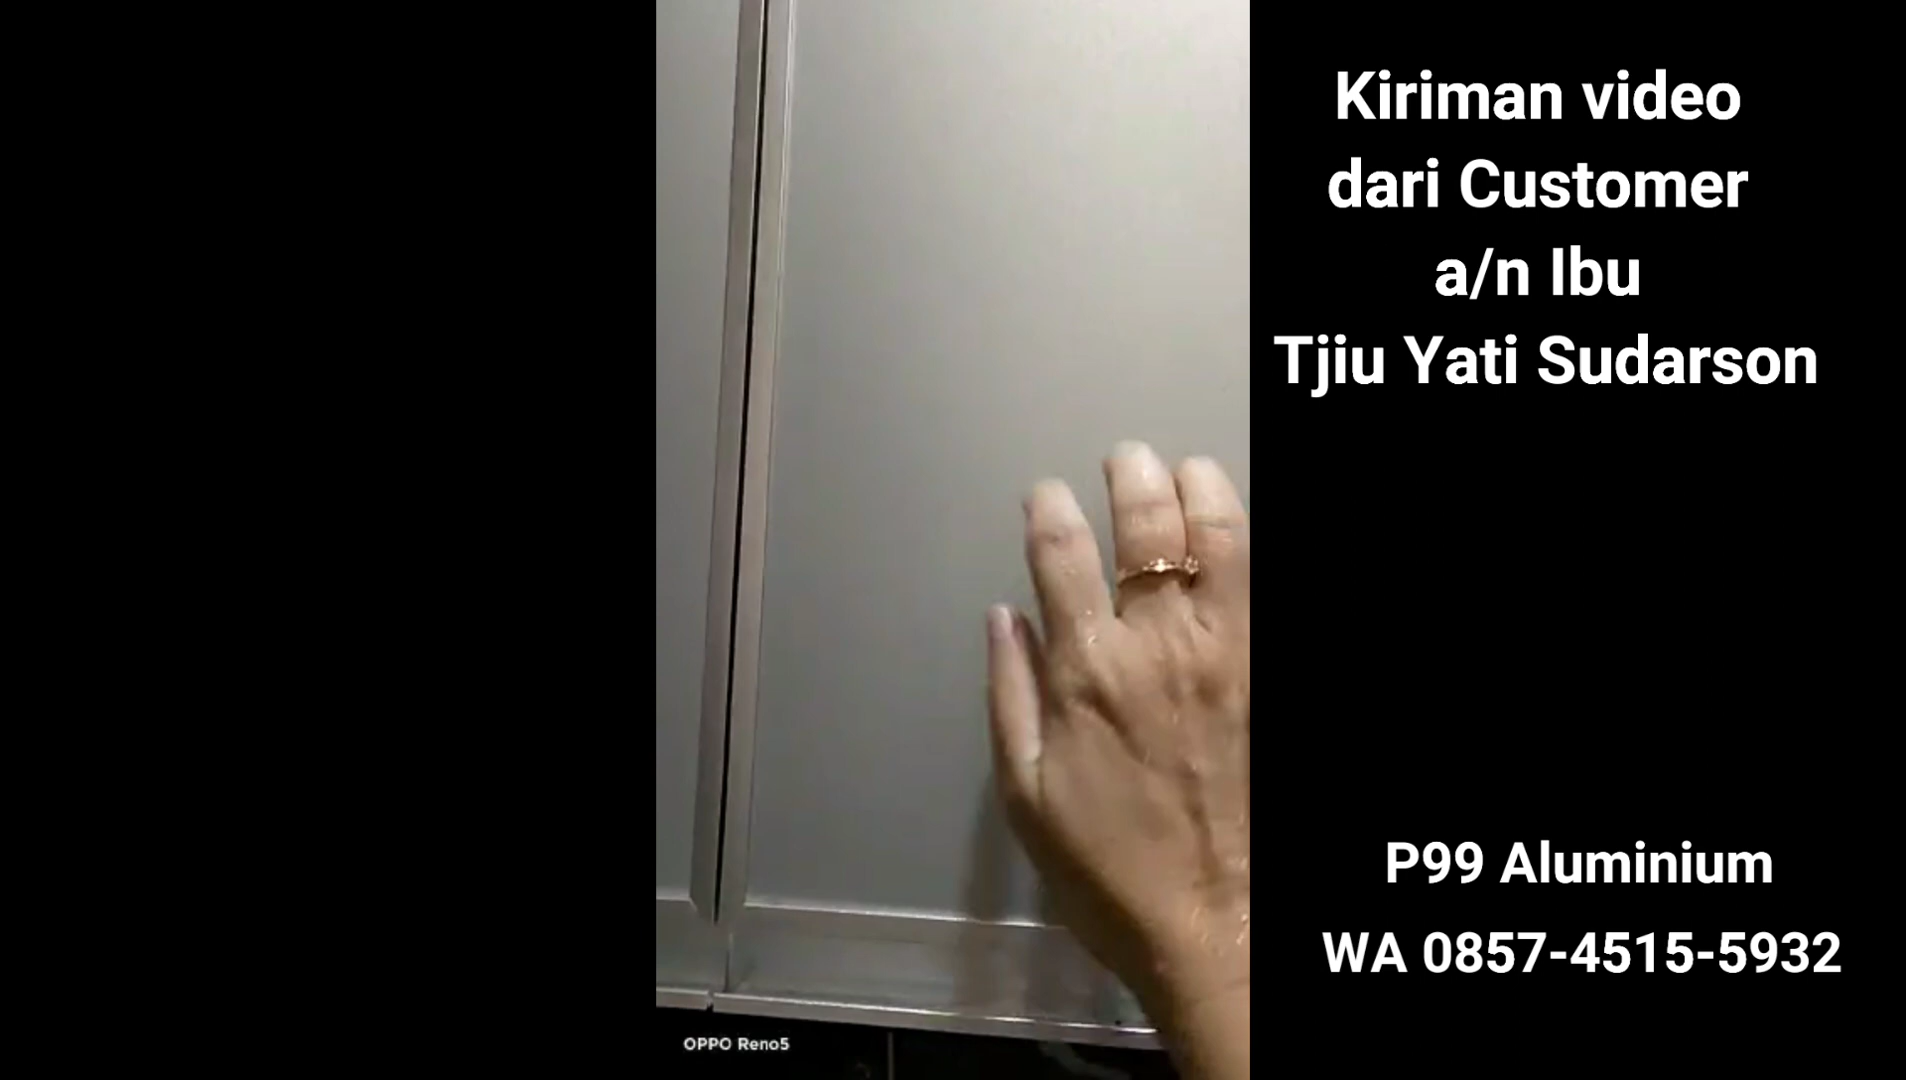 Kiriman video
dari Customer
a/n Ibu
Tjiu Yati Sudarson
P99 Aluminium
WA 0857-4515-5932
OPPO Reno5